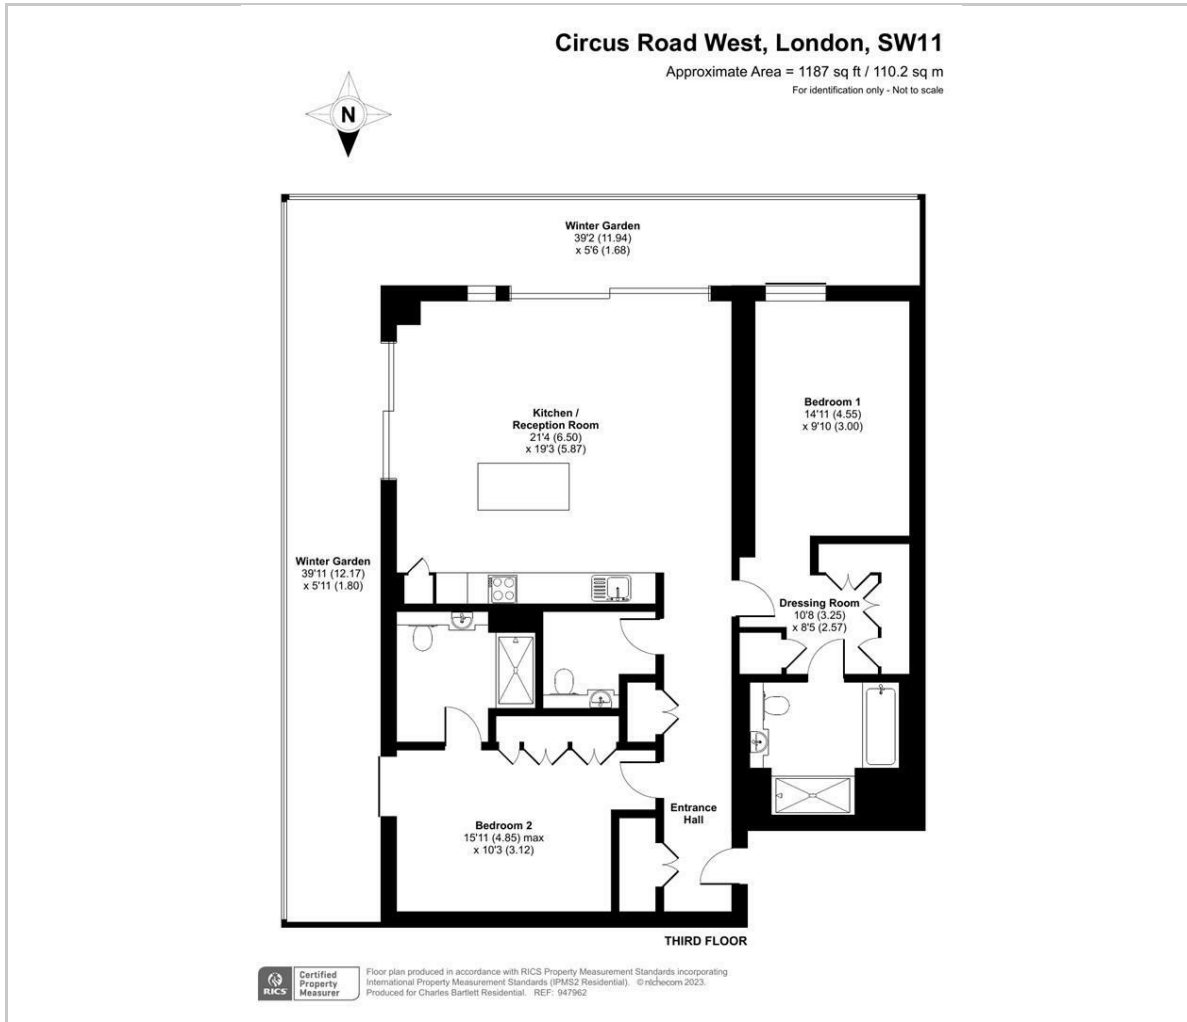 Circus Road West, London, SW11
Approximate Area = 1187 sq ft / 110.2 sq m
For identification only - Not to scale
N
Winter Garden
39'2 (11.94)
x 5'6 (1.68)
Kitchen /
Reception Room
21'4 (6.50)
x 19'3 (5.87)
Bedroom 1
14'11 (4.55)
x 9'10 (3.00)
Winter Garden
39'11 (12.17)
x 5'11 (1.80)
Dressing Room
10'8 (3.25)
x 8'5 (2.57)
Bedroom 2
15'11 (4.85) max
x 10'3 (3.12)
Entrance
Hall
THIRD FLOOR
RICS
Certified
Property
Measurer
Floor plan produced in accordance with RICS Property Measurement Standards incorporating
International Property Measurement Standards (IPMS2 Residential). © nichecom 2023.
Produced for Charles Bartlett Residential. REF: 947962